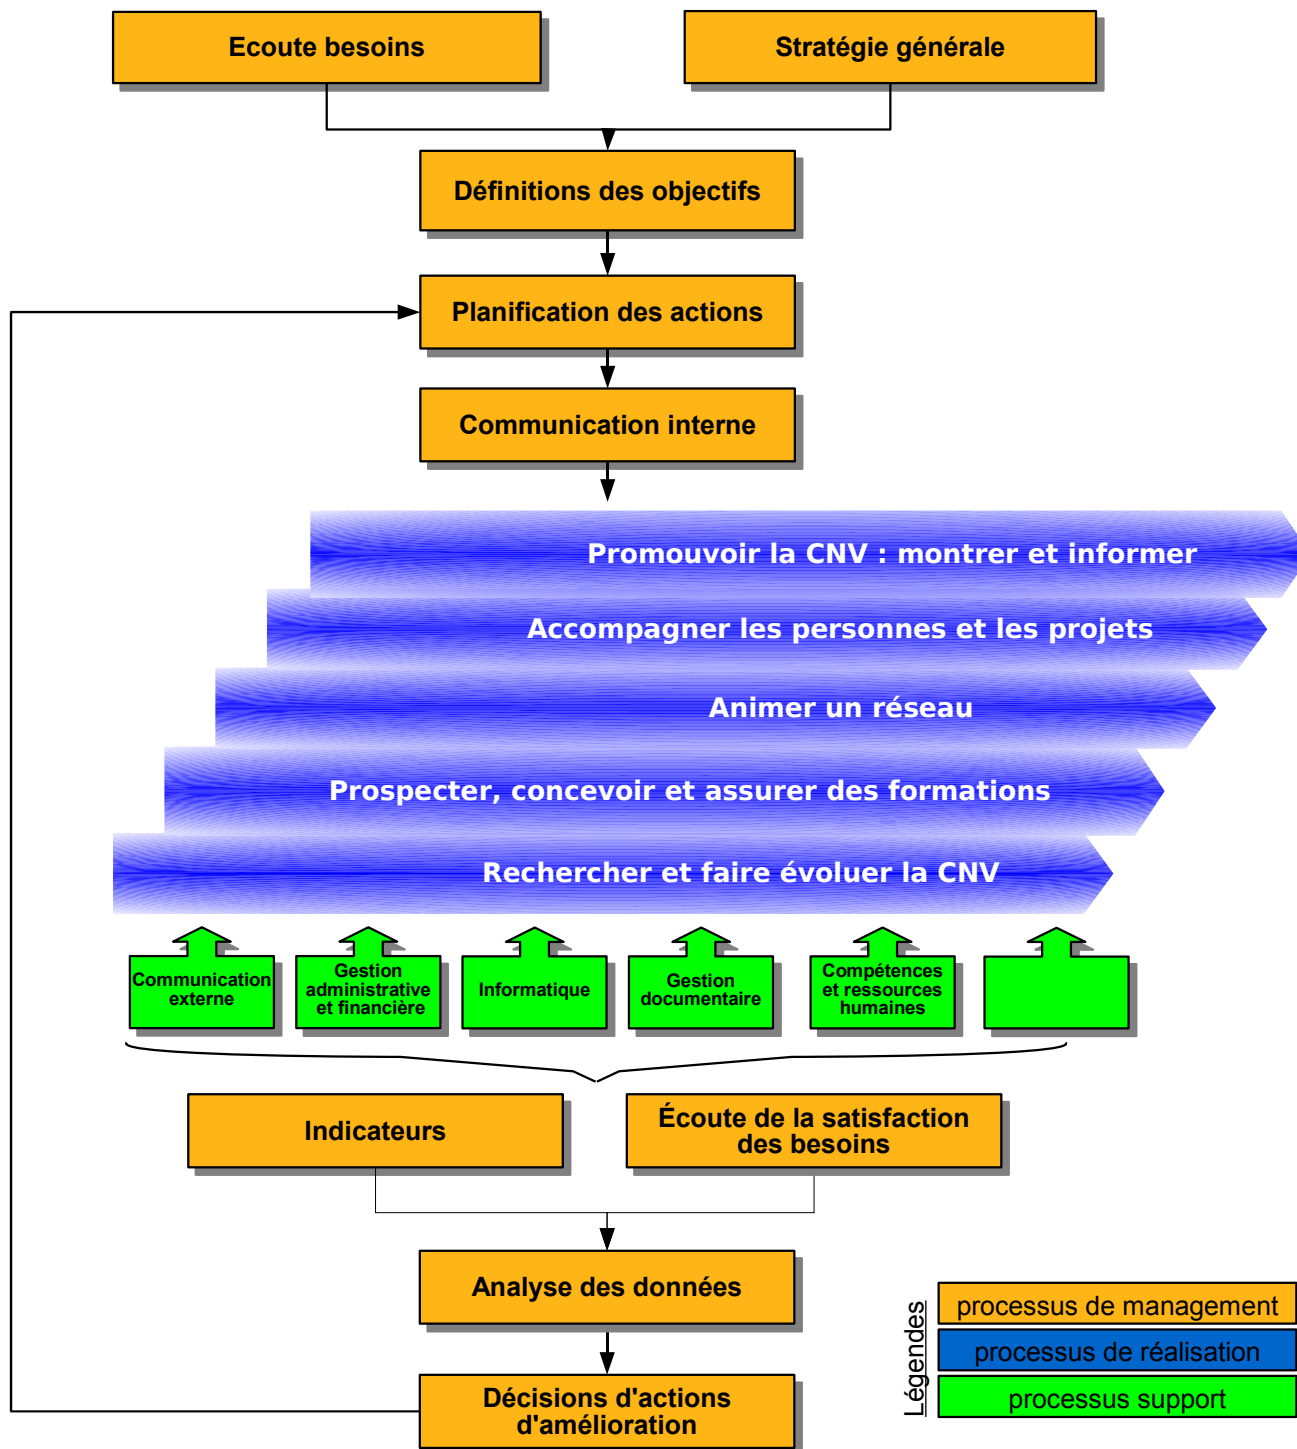 Ecoute besoins
Stratégie générale
Définitions des objectifs
Planification des actions
Communication interne
Promouvoir la CNV : montrer et informer
Accompagner les personnes et les projets
Animer un réseau
Prospecter, concevoir et assurer des formations
Rechercher et faire évoluer la CNV
Communication
externe
Gestion
administrative
et financière
Informatique
Gestion
documentaire
Compétences
et ressources
humaines
Indicateurs
Écoute de la satisfaction
des besoins
Analyse des données
Décisions d'actions
d'amélioration
Légendes
processus de management
processus de réalisation
processus support